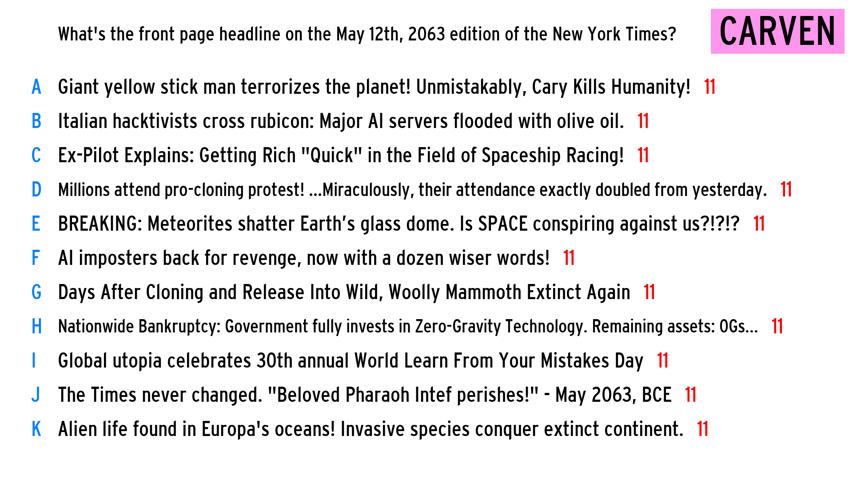 What's the front page headline on the May 12th, 2063 edition of the New York Times?
CARVEN
A Giant yellow stick man terrorizes the planet! Unmistakably, Cary Kills Humanity! 11
B Italian hacktivists cross rubicon: Major AI servers flooded with olive oil. 11
C Ex-Pilot Explains: Getting Rich "Quick" in the Field of Spaceship Racing! 11
D Millions attend pro-cloning protest! ...Miraculously, their attendance exactly doubled from yesterday. 11
E BREAKING: Meteorites shatter Earth’s glass dome. Is SPACE conspiring against us?!?!? 11
F AI imposters back for revenge, now with a dozen wiser words! 11
G Days After Cloning and Release Into Wild, Woolly Mammoth Extinct Again 11
H Nationwide Bankruptcy: Government fully invests in Zero-Gravity Technology. Remaining assets: OGs... 11
I Global utopia celebrates 30th annual World Learn From Your Mistakes Day 11
J The Times never changed. "Beloved Pharaoh Intef perishes!" - May 2063, BCE 11
K Alien life found in Europa's oceans! Invasive species conquer extinct continent. 11